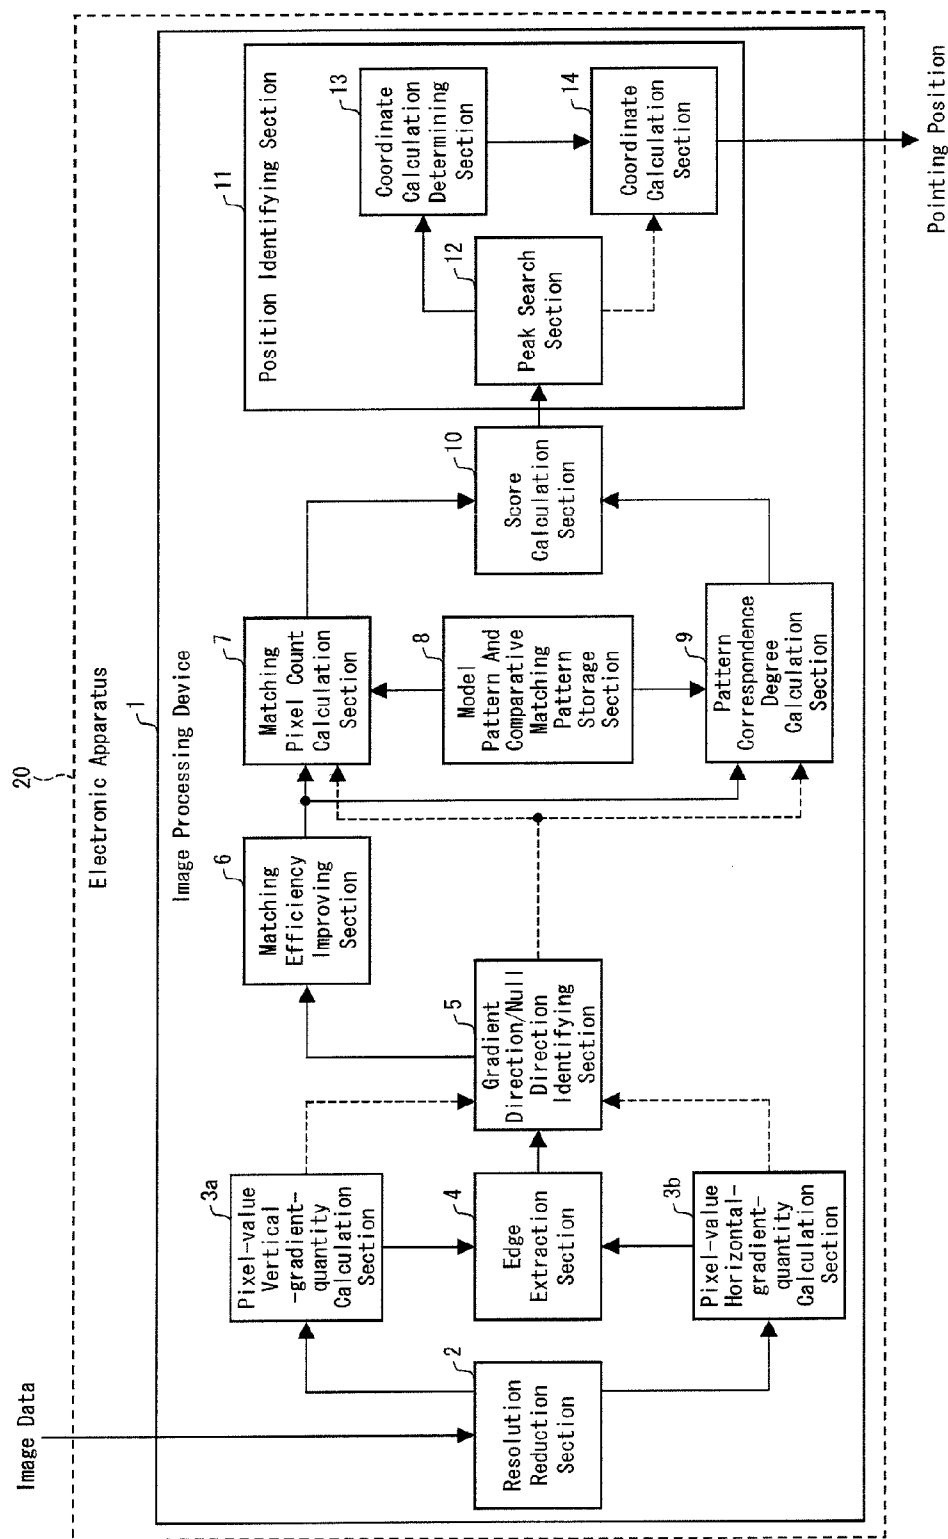 20
Electronic Apparatus
1
Image Processing Device
Image Data
2
Resolution
Reduction
Section
3a
Pixel-value
Vertical
-gradient-
quantity
Calculation
Section
4
Edge
Extraction
Section
3b
Pixel-value
Horizontal-
gradient-
quantity
Calculation
Section
5
Gradient
Direction/Null
Direction
Identifying
Section
6
Matching
Efficiency
Improving
Section
7
Matching
Pixel Count
Calculation
Section
8
Model
Pattern And
Comparative
Matching
Pattern
Storage
Section
9
Pattern
Correspondence
Degree
Calculation
Section
10
Score
Calculation
Section
11
Position Identifying Section
12
Peak Search
Section
13
Coordinate
Calculation
Determining
Section
14
Coordinate
Calculation
Section
Pointing Position